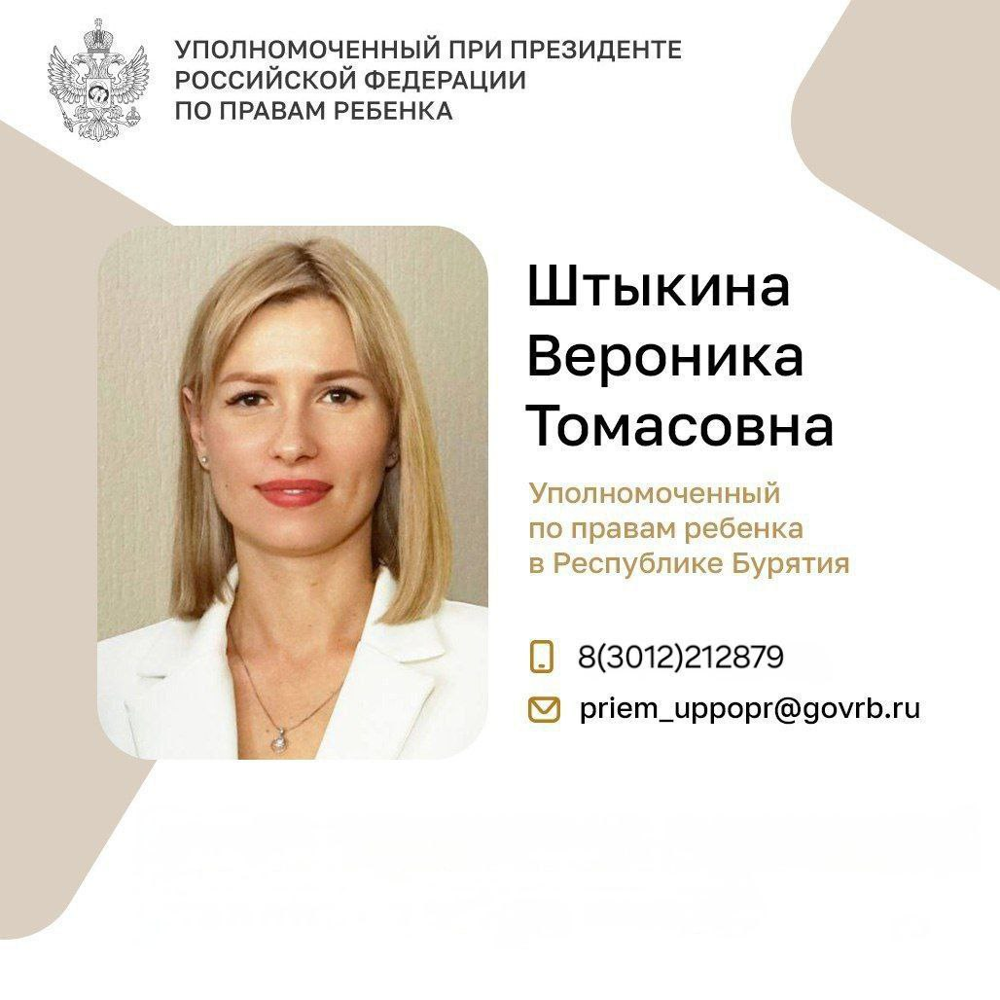 УПОЛНОМОЧЕННЫЙ ПРИ ПРЕЗИДЕНТЕ
РОССИЙСКОЙ ФЕДЕРАЦИИ
ПО ПРАВАМ РЕБЕНКА
Штыкина
Вероника
Томасовна
Уполномоченный
по правам ребенка
в Республике Бурятия
8(3012)212879
priem_uppopr@govrb.ru